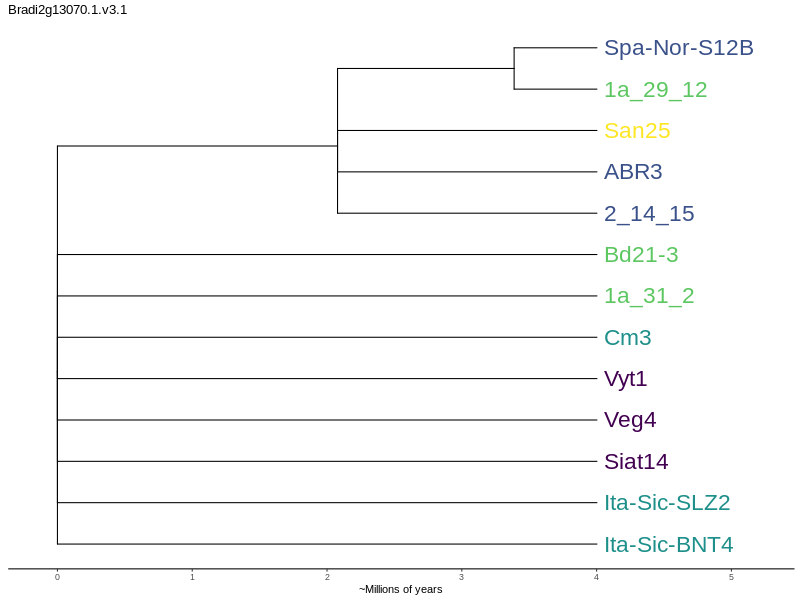 Bradi2g13070.1.v3.1
Spa-Nor-S12B
1a_29_12
San25
ABR3
2_14_15
Bd21-3
1a_31_2
Cm3
Vyt1
Veg4
Siat14
Ita-Sic-SLZ2
Ita-Sic-BNT4
0 1 2 3 4 5
~Millions of years